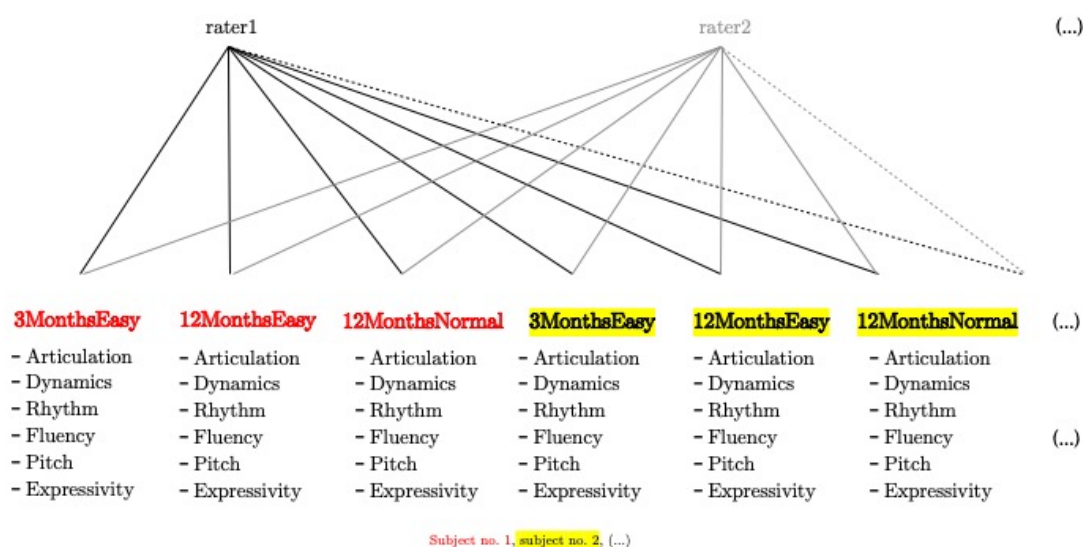 rater1 rater2 (...)
3MonthsEasy 12MonthsEasy 12MonthsNormal 3MonthsEasy 12MonthsEasy 12MonthsNormal (...)
- Articulation - Articulation - Articulation - Articulation - Articulation - Articulation
- Dynamics - Dynamics - Dynamics - Dynamics - Dynamics - Dynamics
- Rhythm - Rhythm - Rhythm - Rhythm - Rhythm - Rhythm
- Fluency - Fluency - Fluency - Fluency - Fluency - Fluency (...)
- Pitch - Pitch - Pitch - Pitch - Pitch - Pitch
- Expressivity - Expressivity - Expressivity - Expressivity - Expressivity - Expressivity
Subject no. 1, subject no. 2, (...)